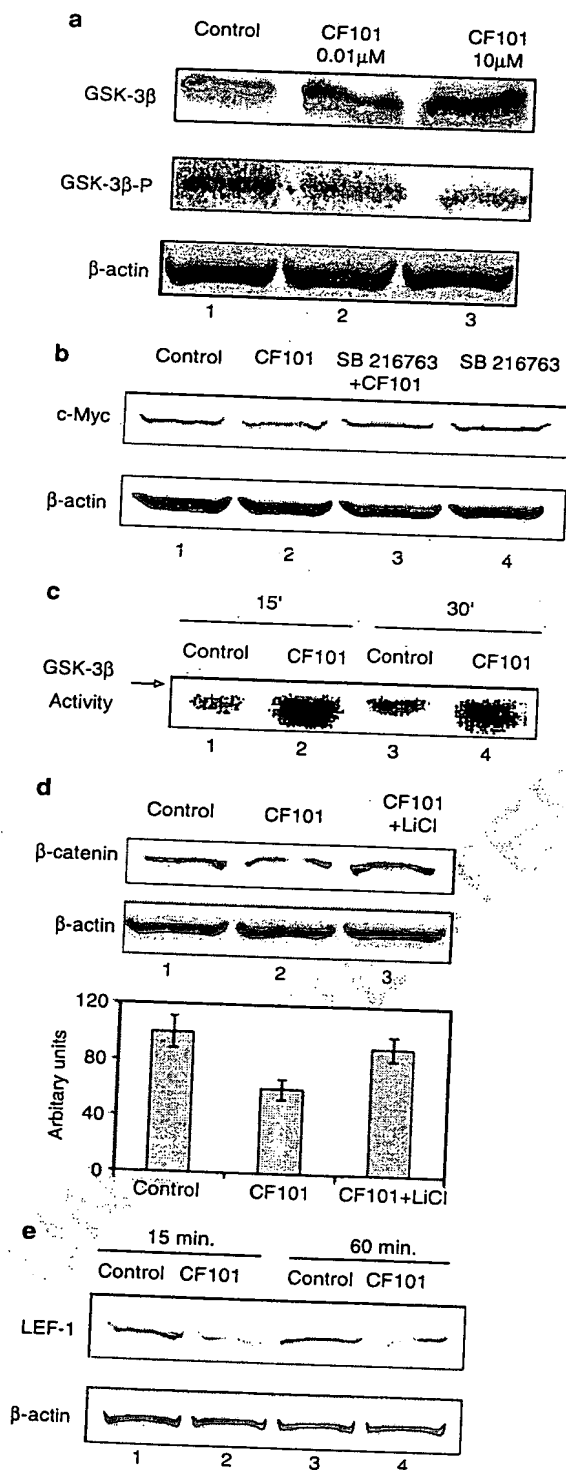 a
Control CF101 0.01μM CF101 10μM
GSK-3β
GSK-3β-P
β-actin
1 2 3
b
Control CF101 SB 216763 +CF101 SB 216763
c-Myc
β-actin
1 2 3 4
c
15' 30'
Control CF101 Control CF101
GSK-3β
Activity
1 2 3 4
d
Control CF101 CF101 +LiCl
β-catenin
β-actin
1 2 3
120
80
40
0
Arbitary units
Control CF101 CF101+LiCl
e
15 min. 60 min.
Control CF101 Control CF101
LEF-1
β-actin
1 2 3 4